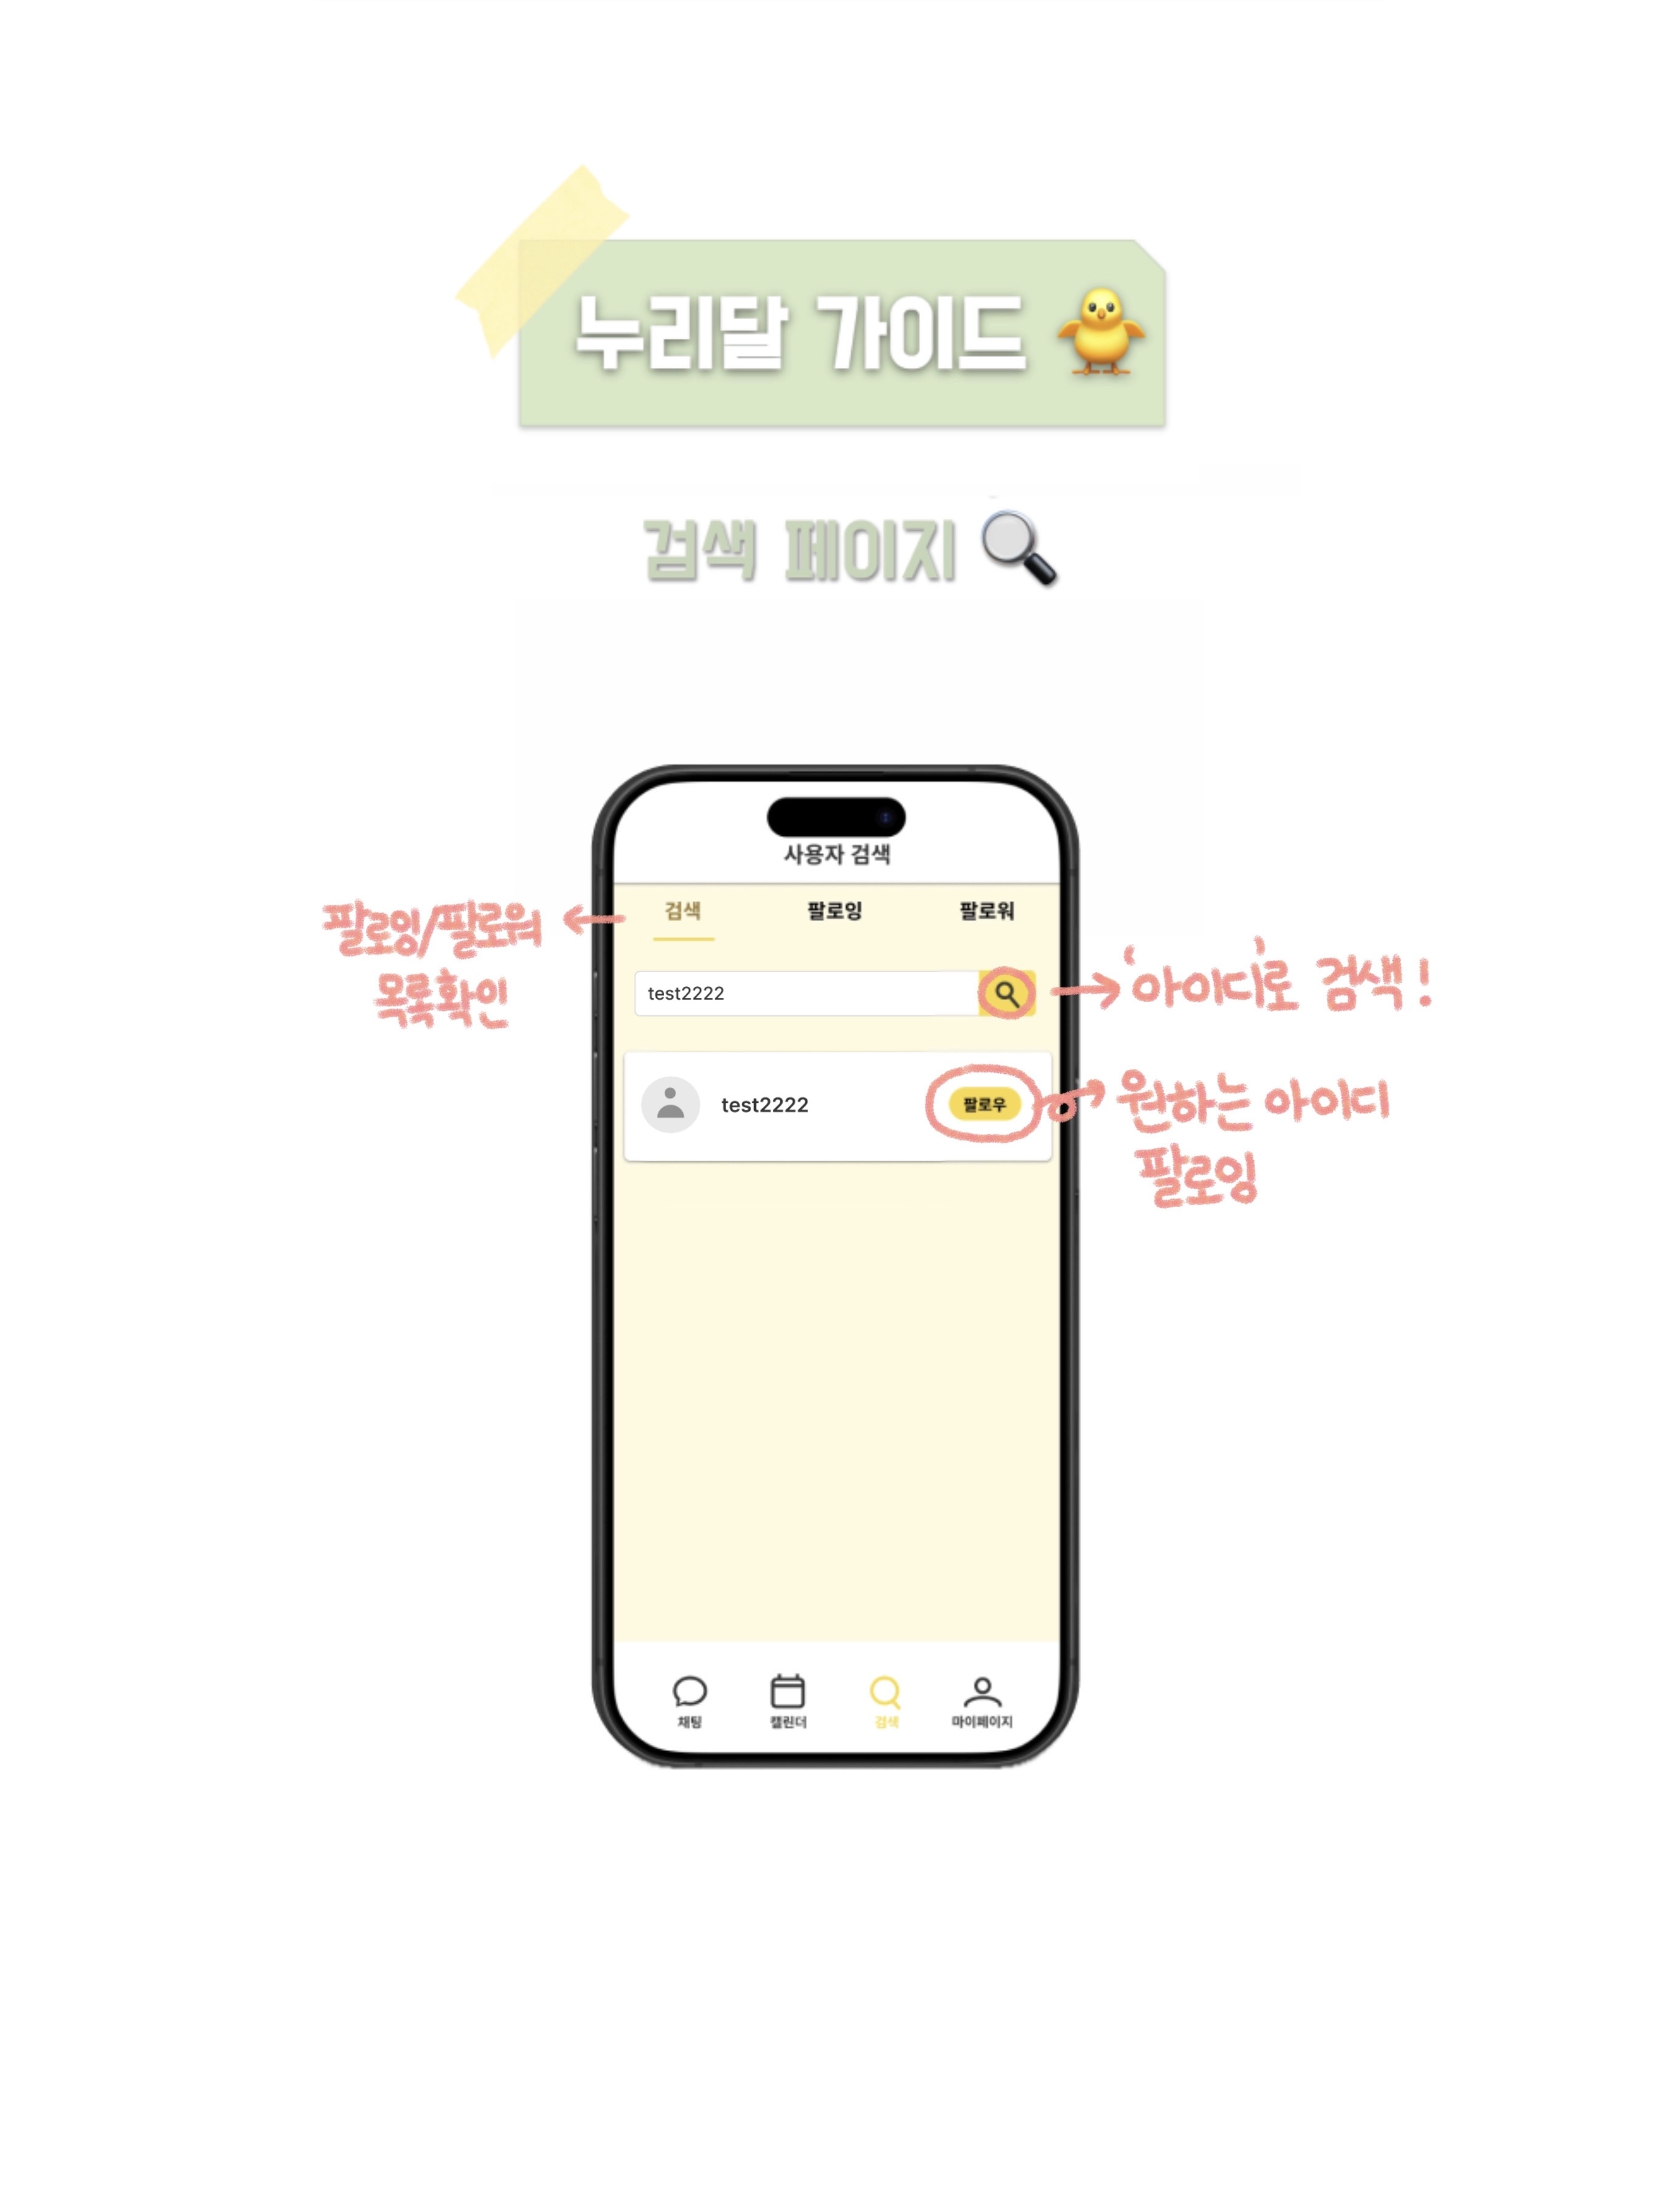 누리달 가이드
검색 페이지
사용자 검색
검색 팔로잉 팔로워
팔로잉/팔로워
목록확인
test2222
'아이디'로 검색!
test2222 팔로우
원하는 아이디
팔로잉
채팅 캘린더 검색 마이페이지